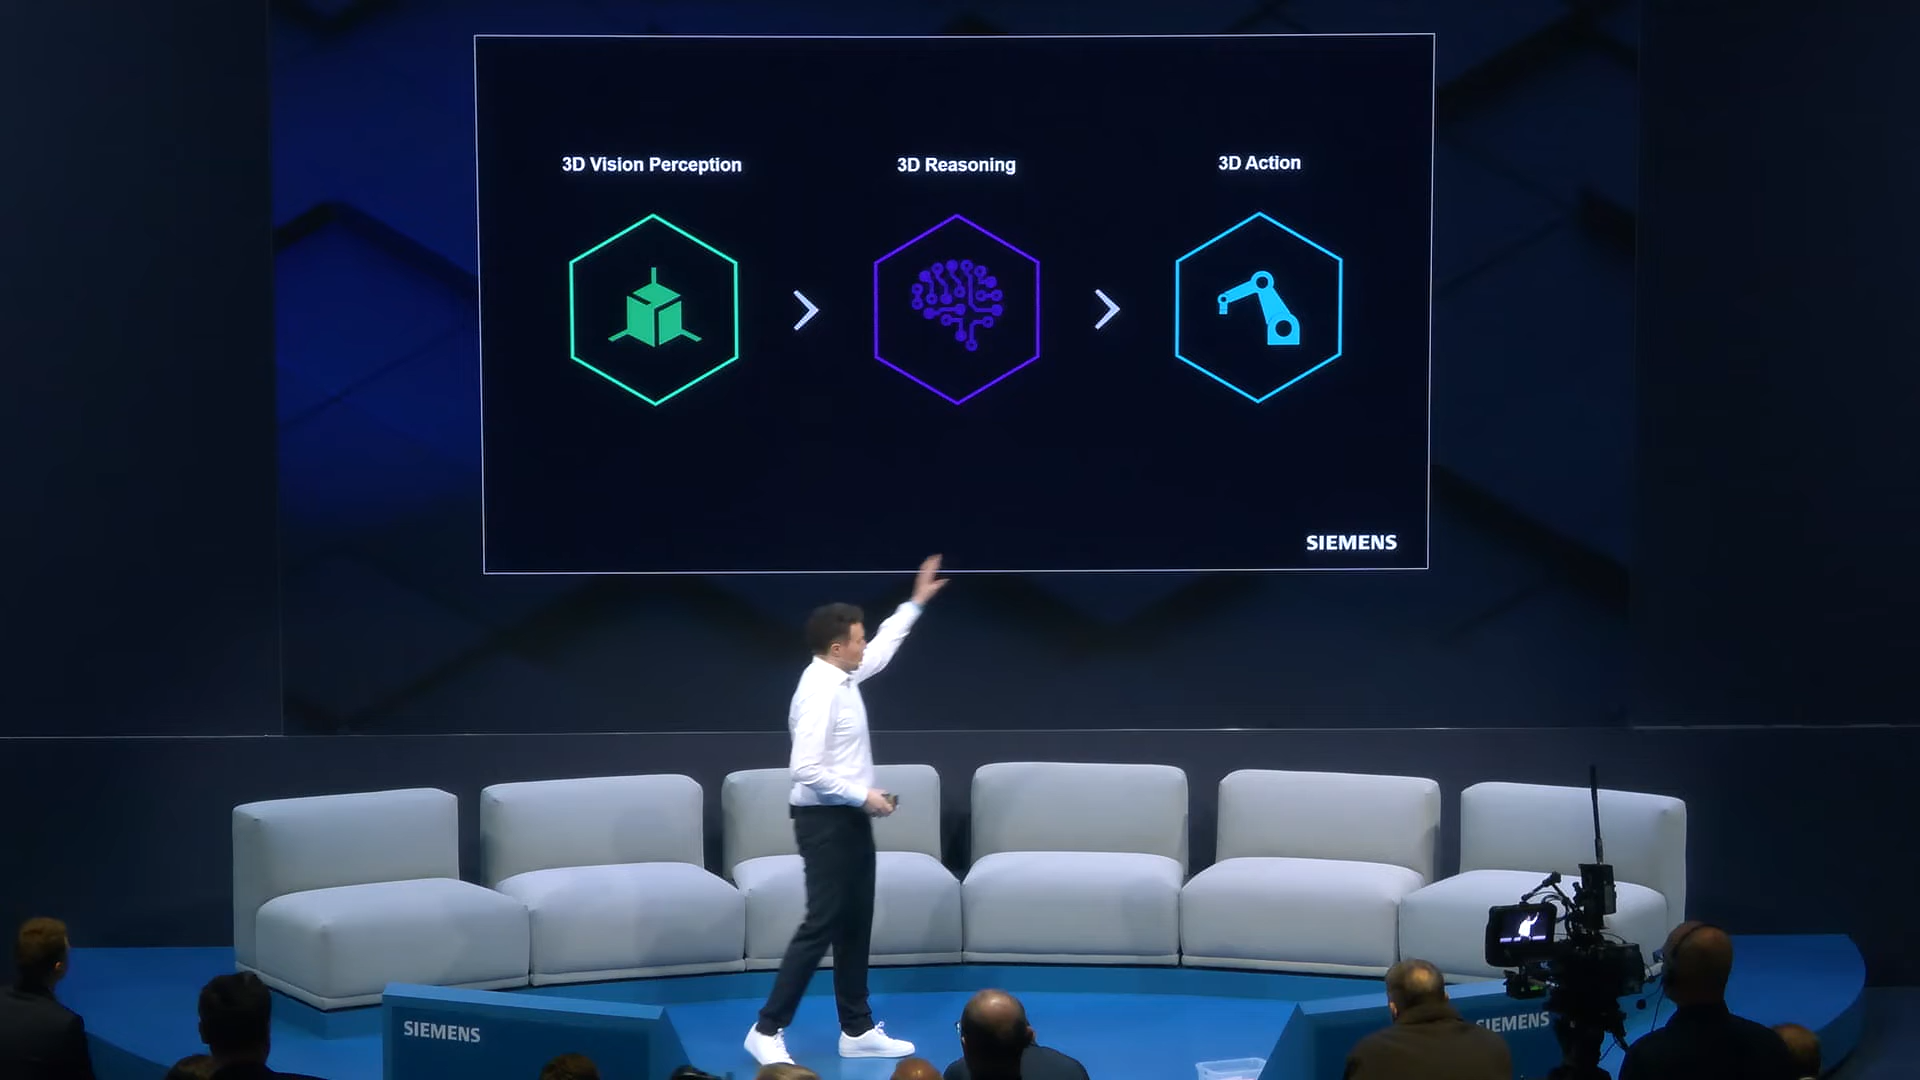 3D Vision Perception
3D Reasoning
3D Action
SIEMENS
SIEMENS
SIEMENS